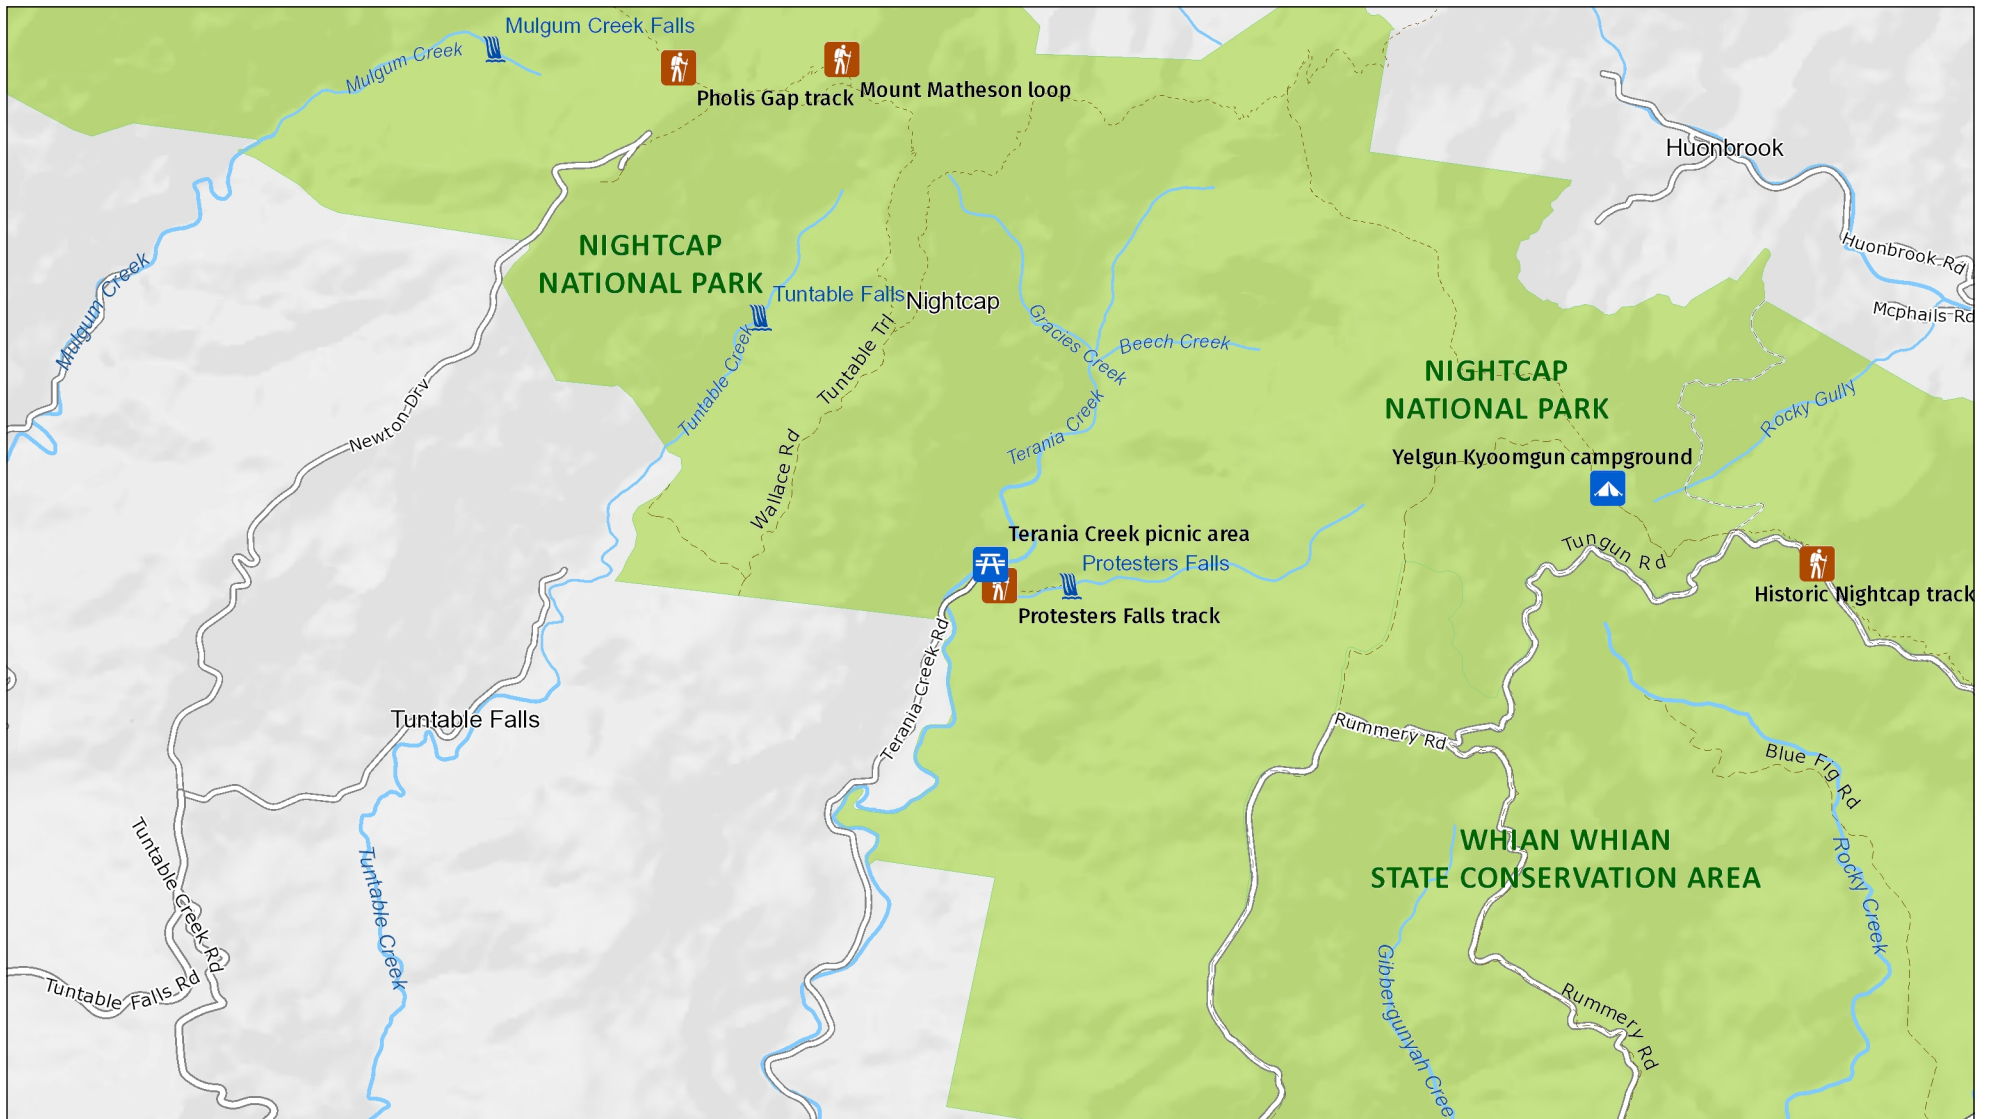 Mulgum Creek Falls
Mulgum Creek
Pholis Gap track
Mount Matheson loop
Huonbrook
NIGHTCAP
NATIONAL PARK
Tuntable Falls
Nightcap
Huonbrook Rd
Mcphails Rd
Mulgum Creek
Gracies Creek
Beech Creek
Tuntable Creek
Tuntable Trl
Newton Drv
Terania Creek
Wallace Rd
NIGHTCAP
NATIONAL PARK
Rocky Gully
Yelgun Kyoomgun campground
Terania Creek picnic area
Protesters Falls
Protesters Falls track
Tungun Rd
Historic Nightcap track
Terania Creek Rd
Tuntable Falls
Rummery Rd
Blue Fig Rd
WHIAN WHIAN
STATE CONSERVATION AREA
Rocky Creek
Tuntable Creek Rd
Tuntable Creek
Tuntable Falls Rd
Gibbergunyah Cree
Rummery Rd